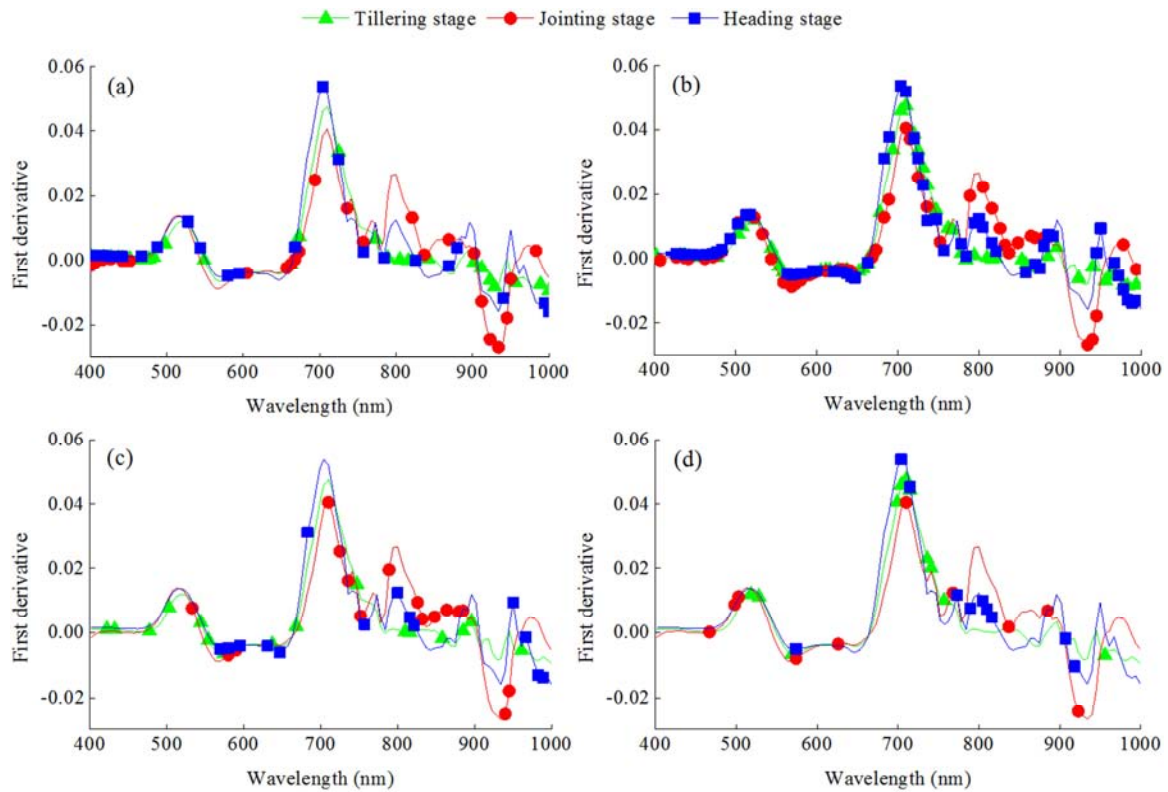 Tillering stage Jointing stage Heading stage
(a)
0.06
0.04
0.02
0.00
-0.02
First derivative
400 500 600 700 800 900 1000
Wavelength (nm)
(b)
0.06
0.04
0.02
0.00
-0.02
First derivative
400 500 600 700 800 900 1000
Wavelength (nm)
(c)
0.06
0.04
0.02
0.00
-0.02
First derivative
400 500 600 700 800 900 1000
Wavelength (nm)
(d)
0.06
0.04
0.02
0.00
-0.02
First derivative
400 500 600 700 800 900 1000
Wavelength (nm)